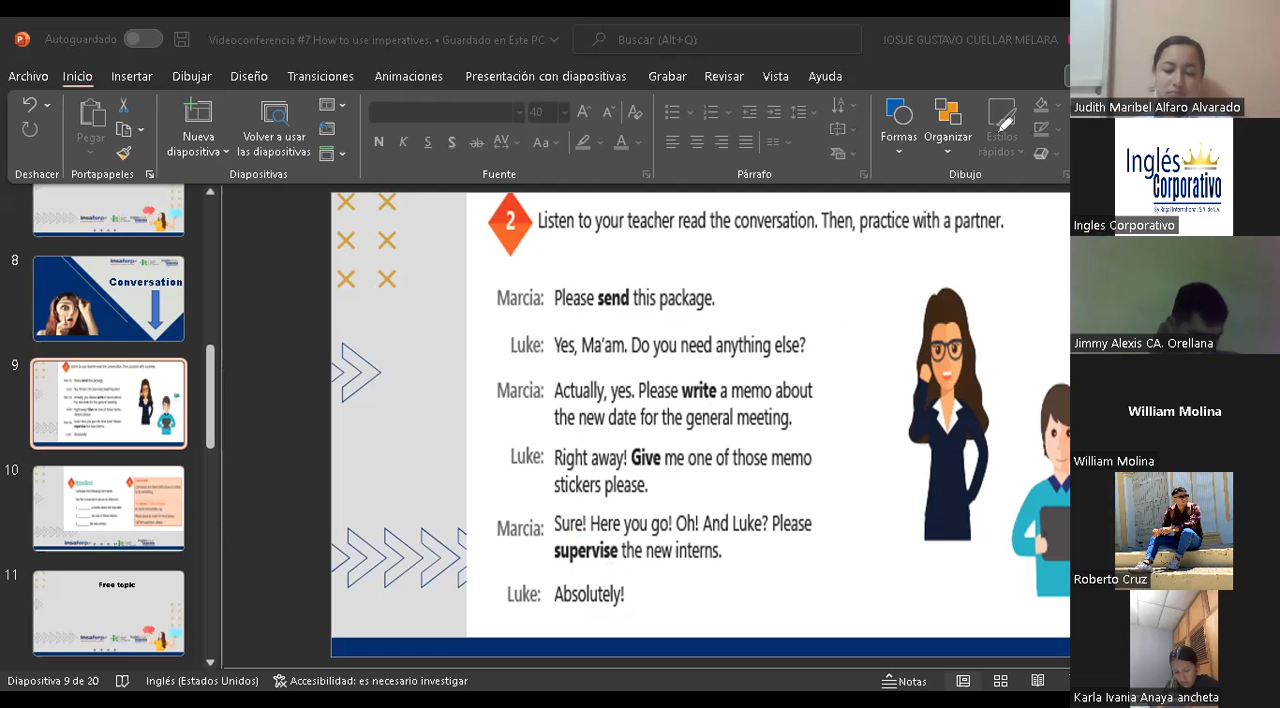 Autoguardado
Videoconferencia #7 How to use imperatives. • Guardado en Este PC
Buscar (Alt+Q)
JOSUE GUSTAVO CUELLAR MELARA
Archivo Inicio Insertar Dibujar Diseño Transiciones Animaciones Presentación con diapositivas Grabar Revisar Vista Ayuda
Pegar
Nueva diapositiva
Volver a usar las diapositivas
40
N K S S ab AV Aa A
Formas
Organizar
Estilos rápidos
Deshacer Portapapeles Diapositivas Fuente Párrafo Dibujo
8
Conversation
9
10
11
Free topic
2 Listen to your teacher read the conversation. Then, practice with a partner.
Marcia: Please send this package.
Luke: Yes, Ma'am. Do you need anything else?
Marcia: Actually, yes. Please write a memo about
the new date for the general meeting.
Luke: Right away! Give me one of those memo
stickers please.
Marcia: Sure! Here you go! Oh! And Luke? Please
supervise the new interns.
Luke: Absolutely!
Diapositiva 9 de 20
Inglés (Estados Unidos)
Accesibilidad: es necesario investigar
Notas
Judith Maribel Alfaro Alvarado
Inglés
Corporativo
By Regal International, S.A. de C.V.
Ingles Corporativo
Jimmy Alexis CA. Orellana
William Molina
William Molina
Roberto Cruz
Karla Ivania Anaya ancheta